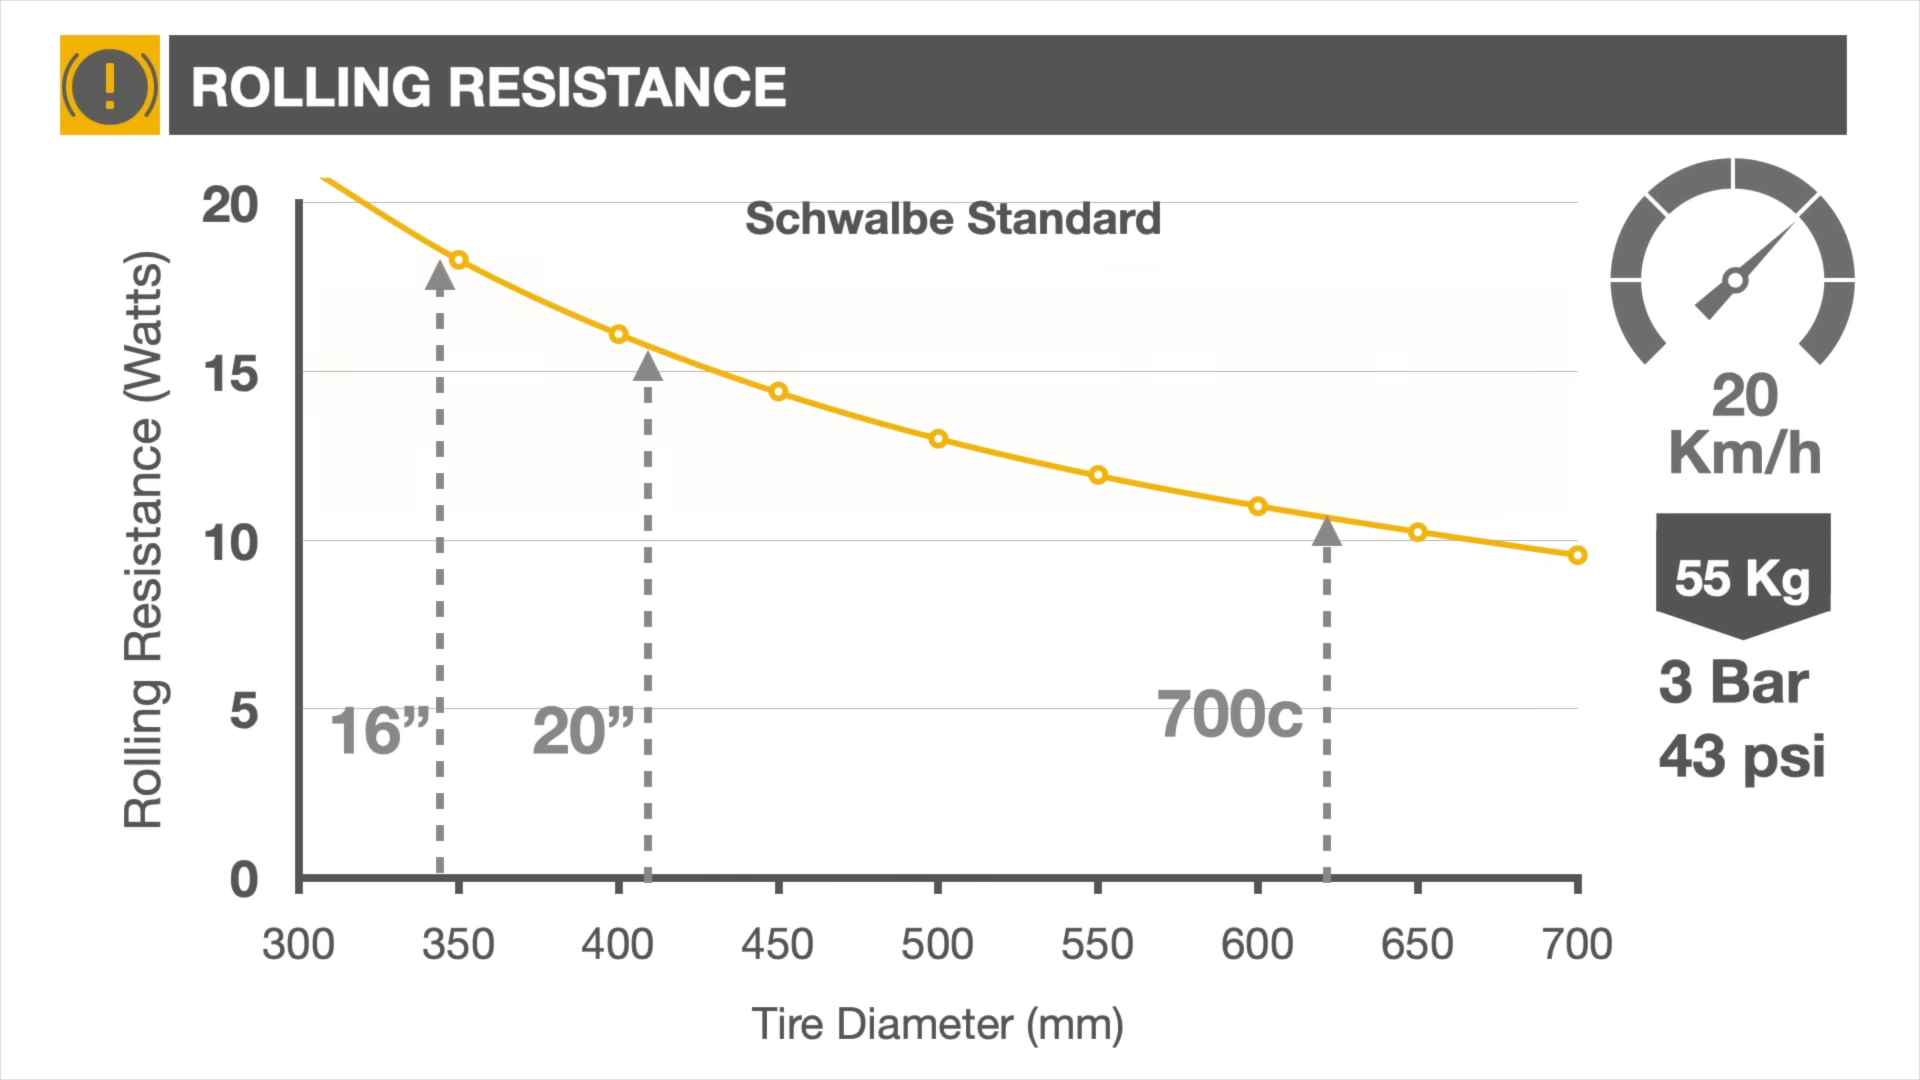 !
ROLLING RESISTANCE
Schwalbe Standard
Rolling Resistance (Watts)
20
15
10
5
0
16”
20”
700c
300 350 400 450 500 550 600 650 700
Tire Diameter (mm)
20
Km/h
55 Kg
3 Bar
43 psi